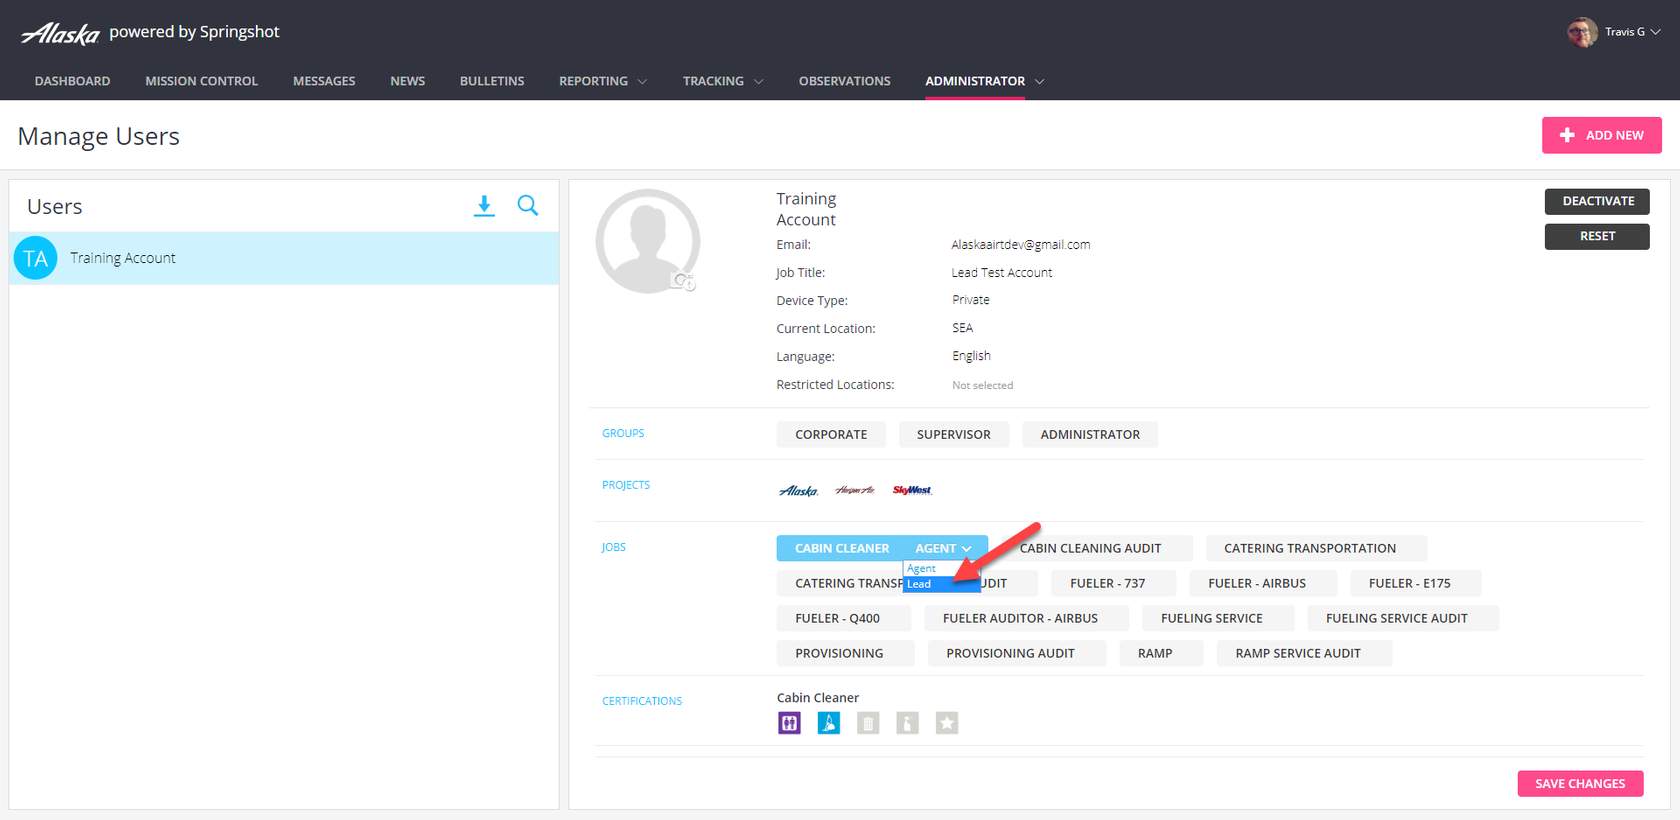 Alaska powered by Springshot
Travis G
DASHBOARD MISSION CONTROL MESSAGES NEWS BULLETINS REPORTING TRACKING OBSERVATIONS ADMINISTRATOR
Manage Users
ADD NEW
Users
TA Training Account
Training
Account
DEACTIVATE
RESET
Email: Alaskaairtdev@gmail.com
Job Title: Lead Test Account
Device Type: Private
Current Location: SEA
Language: English
Restricted Locations: Not selected
GROUPS CORPORATE SUPERVISOR ADMINISTRATOR
PROJECTS Alaska Horizon Air SkyWest
JOBS CABIN CLEANER AGENT CABIN CLEANING AUDIT CATERING TRANSPORTATION
Agent
Lead
CATERING TRANSP UDIT FUELER - 737 FUELER - AIRBUS FUELER - E175
FUELER - Q400 FUELER AUDITOR - AIRBUS FUELING SERVICE FUELING SERVICE AUDIT
PROVISIONING PROVISIONING AUDIT RAMP RAMP SERVICE AUDIT
CERTIFICATIONS Cabin Cleaner
SAVE CHANGES